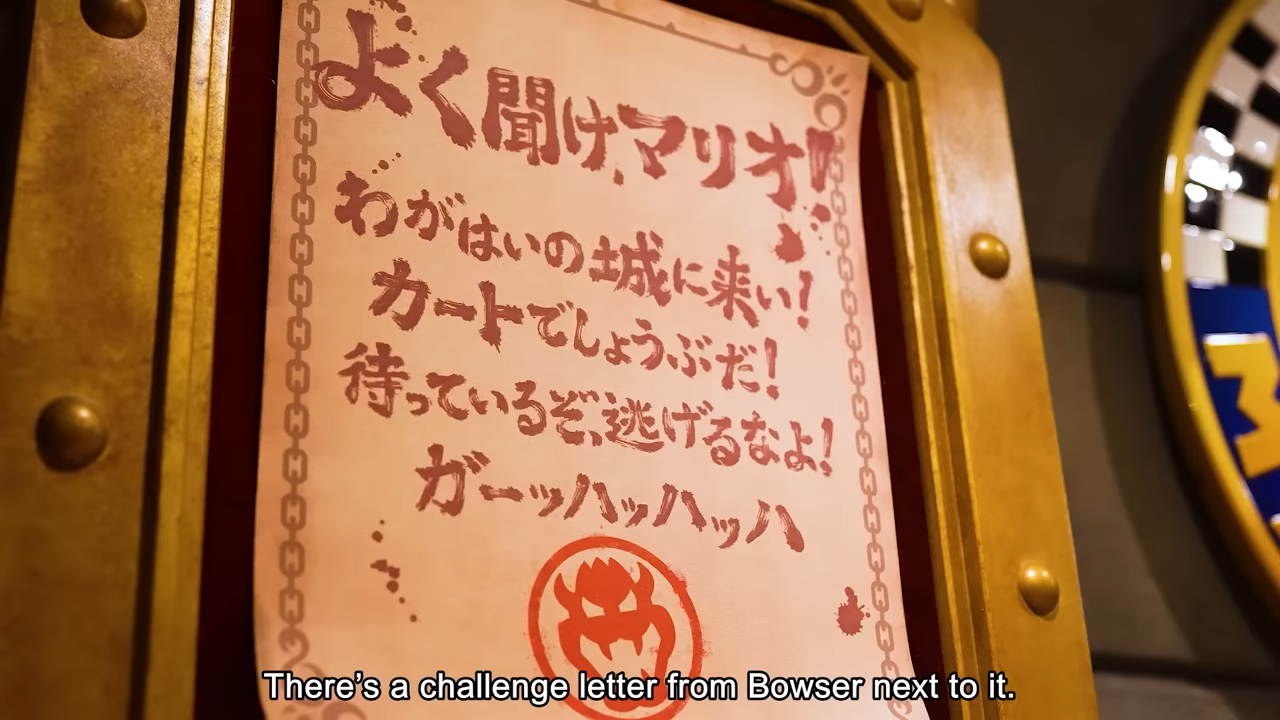 よく聞け、マリオ!
わがはいの城に来い!
カートでしょうぶだ!
待っているぞ、逃げるなよ!
ガーッハッハッハ
M
There's a challenge letter from Bowser next to it.